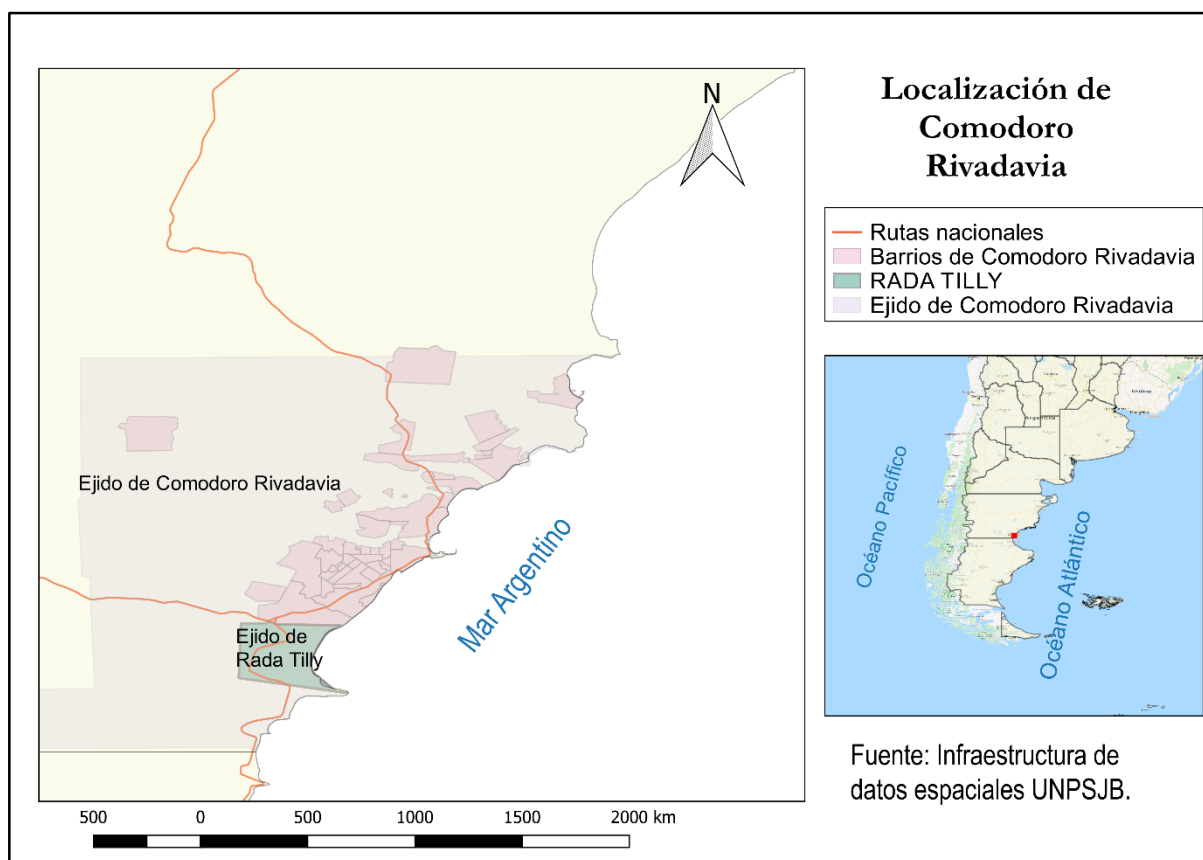 Localización de
Comodoro
Rivadavia
N
Rutas nacionales
Barrios de Comodoro Rivadavia
RADA TILLY
Ejido de Comodoro Rivadavia
Ejido de Comodoro Rivadavia
Ejido de
Rada Tilly
Mar Argentino
Océano Pacífico
Océano Atlántico
Argentina
Fuente: Infraestructura de
datos espaciales UNPSJB.
500 0 500 1000 1500 2000 km